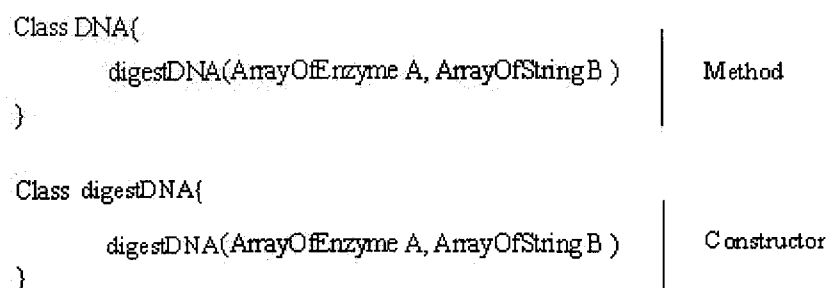 Class DNA{
digestDNA(ArrayOfEnzyme A, ArrayOfString B ) Method
}
Class digestDNA{
digestDNA(ArrayOfEnzyme A, ArrayOfString B ) Constructor
}